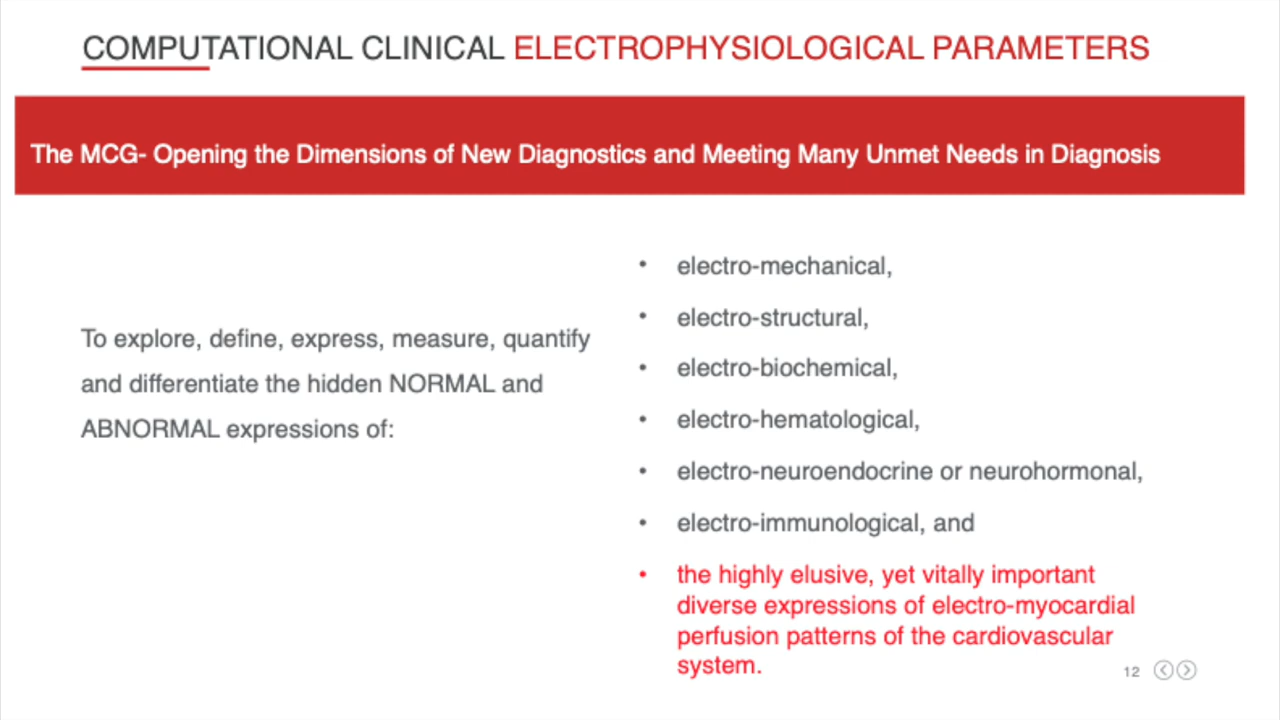 COMPUTATIONAL CLINICAL ELECTROPHYSIOLOGICAL PARAMETERS
The MCG- Opening the Dimensions of New Diagnostics and Meeting Many Unmet Needs in Diagnosis
To explore, define, express, measure, quantify
and differentiate the hidden NORMAL and
ABNORMAL expressions of:
• electro-mechanical,
• electro-structural,
• electro-biochemical,
• electro-hematological,
• electro-neuroendocrine or neurohormonal,
• electro-immunological, and
• the highly elusive, yet vitally important
diverse expressions of electro-myocardial
perfusion patterns of the cardiovascular
system.
12